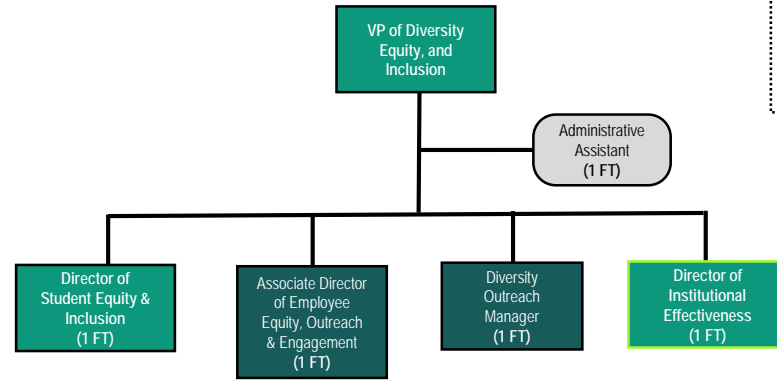 VP of Diversity
Equity, and
Inclusion
Administrative
Assistant
(1 FT)
Director of
Student Equity &
Inclusion
(1 FT)
Associate Director
of Employee
Equity, Outreach
& Engagement
(1 FT)
Diversity
Outreach
Manager
(1 FT)
Director of
Institutional
Effectiveness
(1 FT)